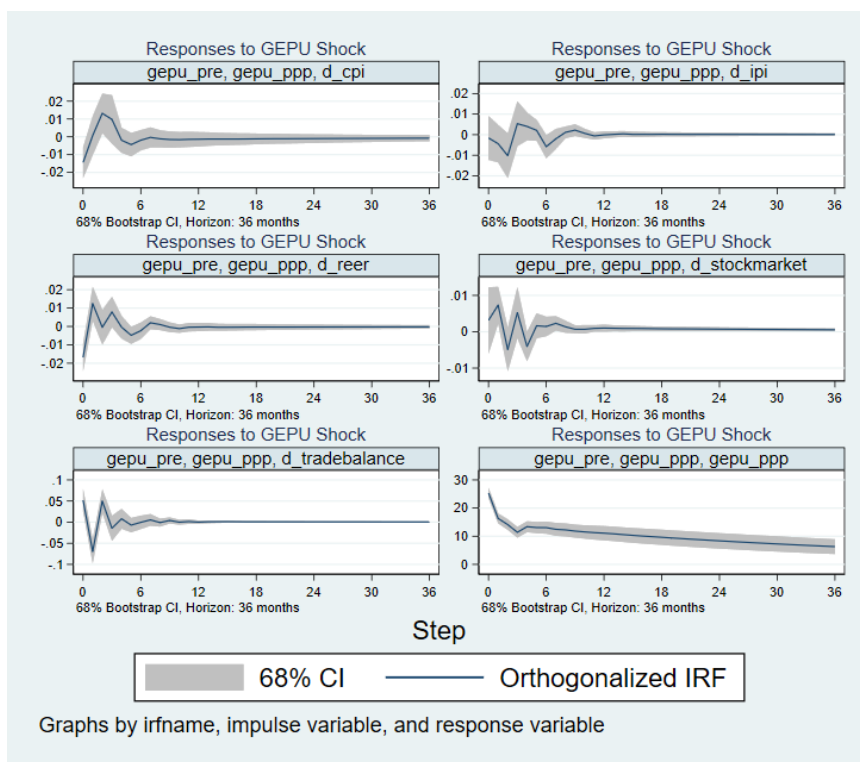 Responses to GEPU Shock
gepu_pre, gepu_ppp, d_cpi
.02
.01
0
-.01
-.02
0 6 12 18 24 30 36
68% Bootstrap CI, Horizon: 36 months
Responses to GEPU Shock
gepu_pre, gepu_ppp, d_ipi
.02
.01
0
-.01
-.02
0 6 12 18 24 30 36
68% Bootstrap CI, Horizon: 36 months
Responses to GEPU Shock
gepu_pre, gepu_ppp, d_reer
.02
.01
0
-.01
-.02
0 6 12 18 24 30 36
68% Bootstrap CI, Horizon: 36 months
Responses to GEPU Shock
gepu_pre, gepu_ppp, d_stockmarket
.01
0
-.01
0 6 12 18 24 30 36
68% Bootstrap CI, Horizon: 36 months
Responses to GEPU Shock
gepu_pre, gepu_ppp, d_tradebalance
.1
.05
0
-.05
-.1
0 6 12 18 24 30 36
68% Bootstrap CI, Horizon: 36 months
Responses to GEPU Shock
gepu_pre, gepu_ppp, gepu_ppp
30
20
10
0
0 6 12 18 24 30 36
68% Bootstrap CI, Horizon: 36 months
Step
68% CI
Orthogonalized IRF
Graphs by irfname, impulse variable, and response variable